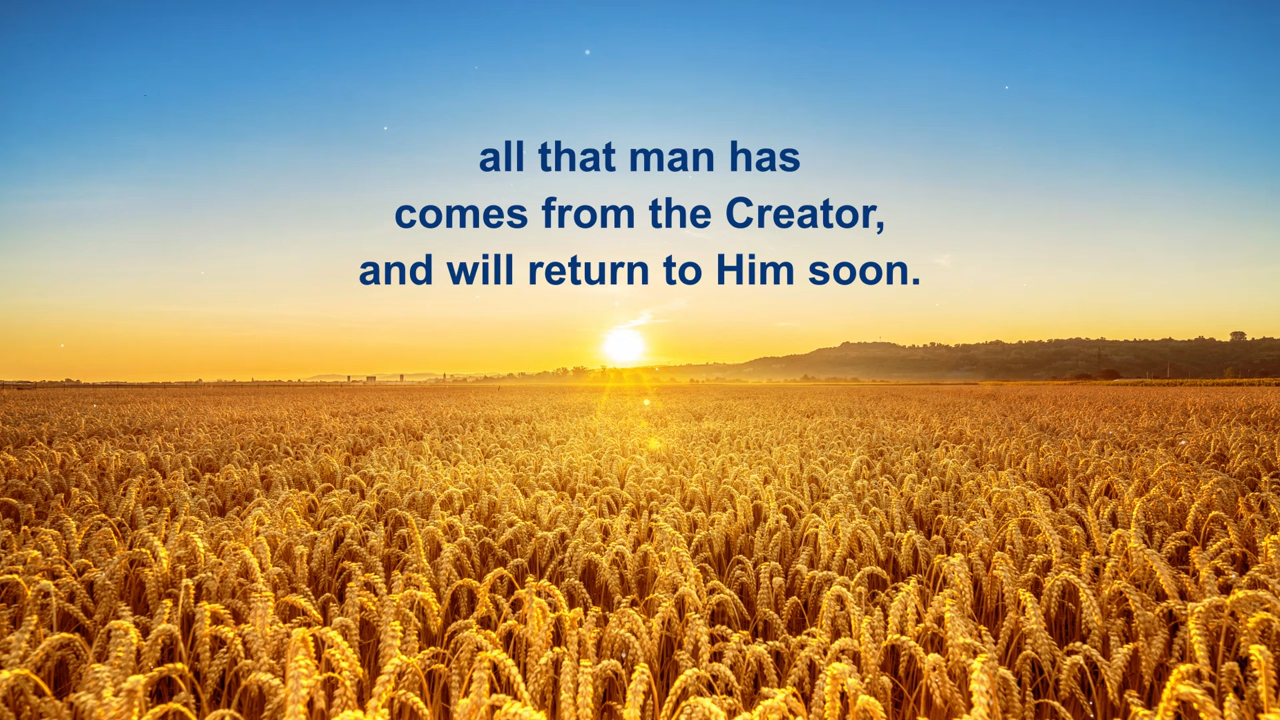 all that man has
comes from the Creator,
and will return to Him soon.